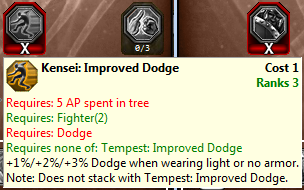 X
0/3
X
Kensei: Improved Dodge Cost 1
Ranks 3
Requires: 5 AP spent in tree
Requires: Fighter(2)
Requires: Dodge
Requires none of: Tempest: Improved Dodge
+1%/+2%/+3% Dodge when wearing light or no armor.
Note: Does not stack with Tempest: Improved Dodge.